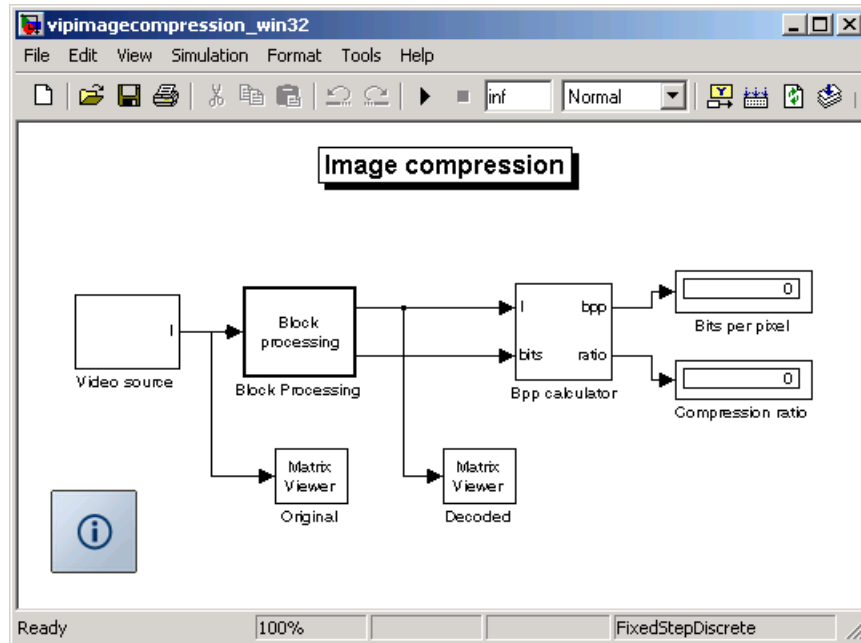 vipimagecompression_win32
File Edit View Simulation Format Tools Help
inf Normal
Image compression
I
Video source
Block
processing
Block Processing
I bpp
bits ratio
Bpp calculator
0
Bits per pixel
0
Compression ratio
Matrix
Viewer
Original
Matrix
Viewer
Decoded
Ready 100% FixedStepDiscrete